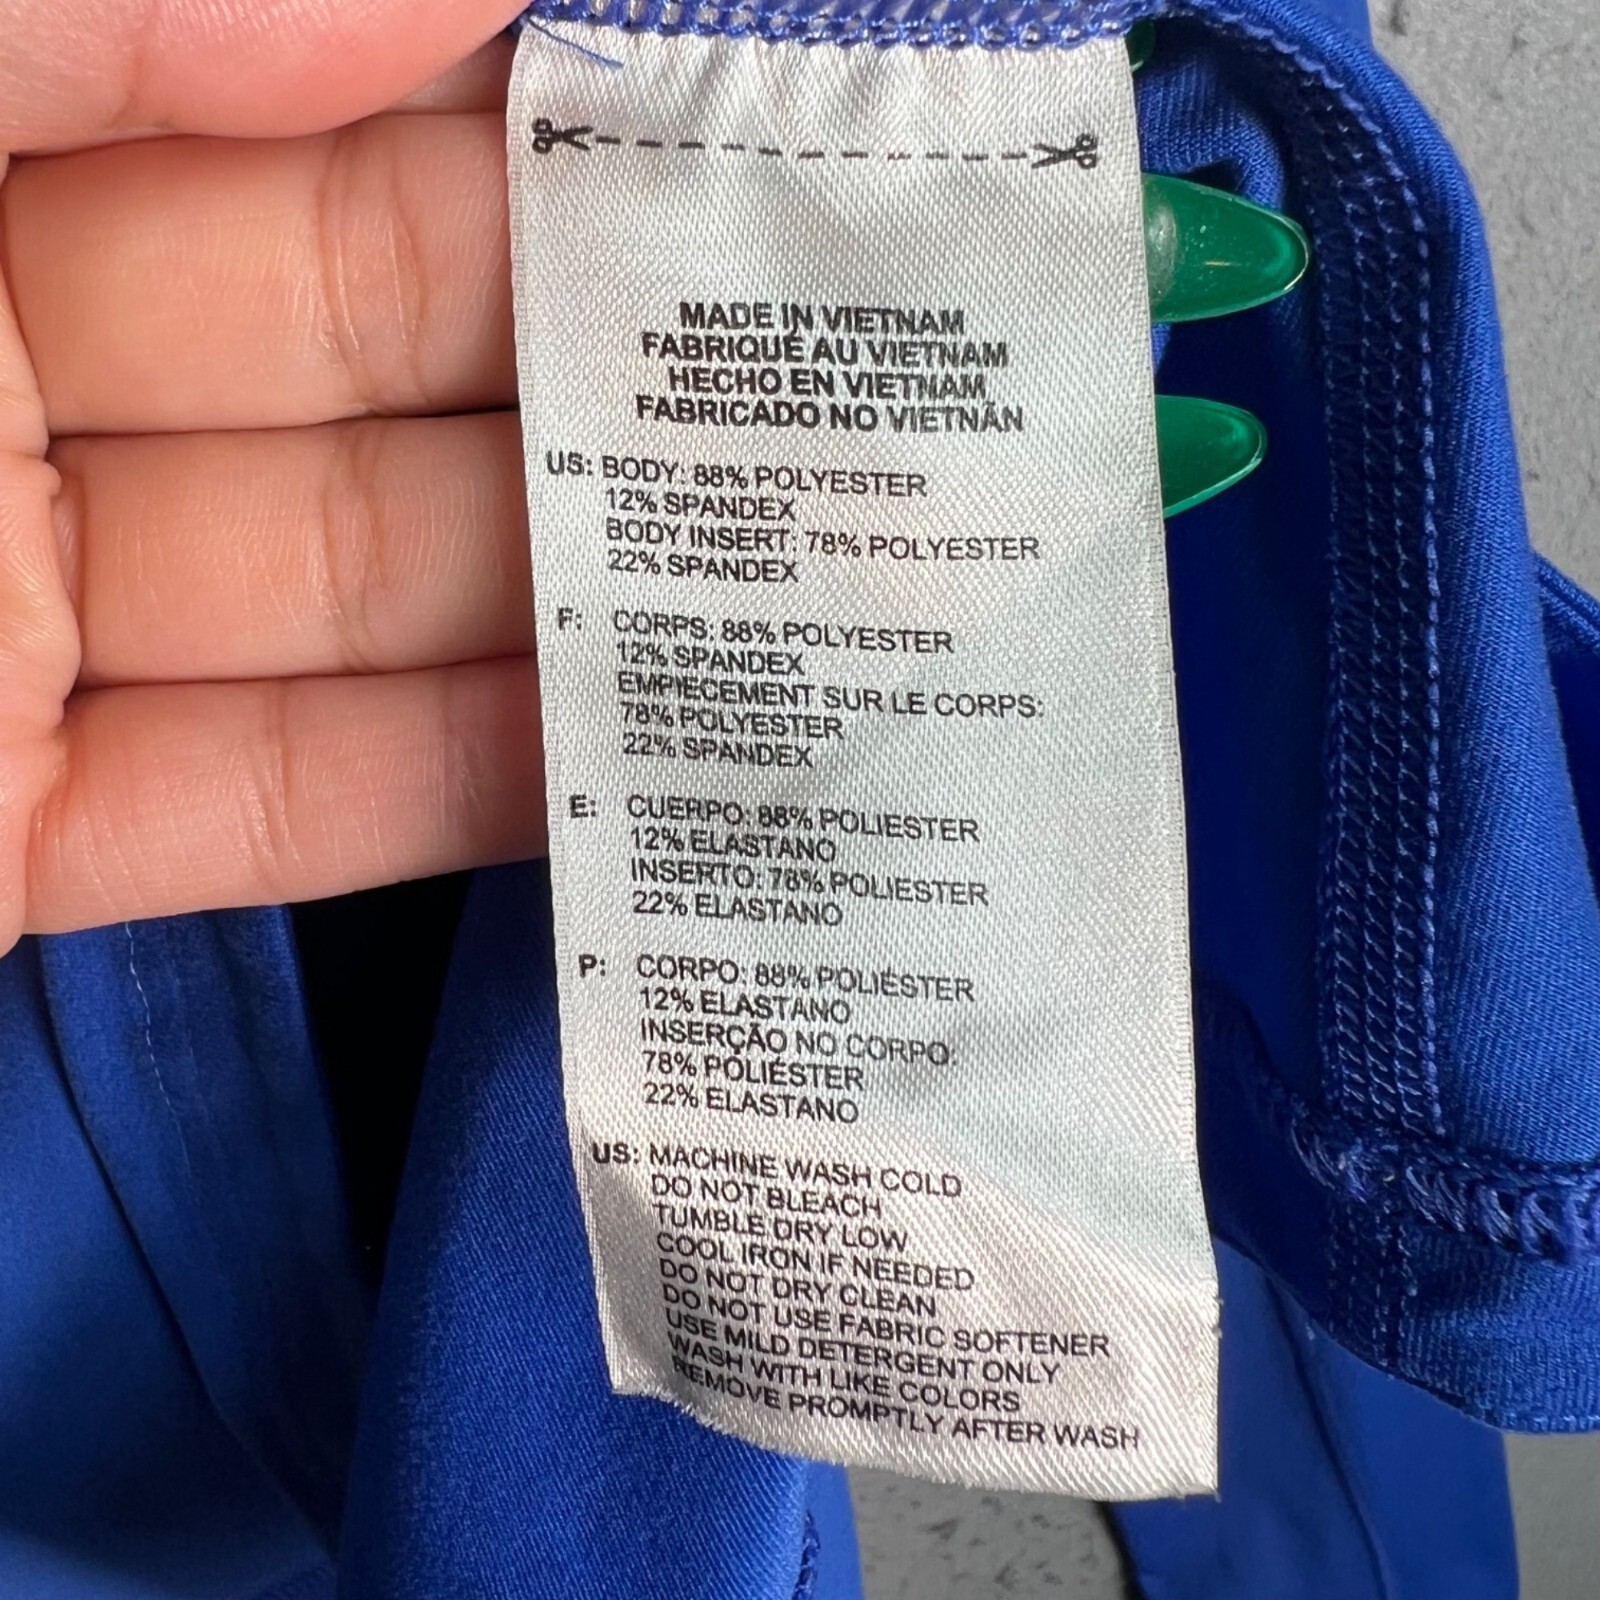 MADE IN VIETNAM
FABRIQUÉ AU VIETNAM
HECHO EN VIETNAM
FABRICADO NO VIETNÃN
US: BODY: 88% POLYESTER
12% SPANDEX
BODY INSERT: 78% POLYESTER
22% SPANDEX
F: CORPS: 88% POLYESTER
12% SPANDEX
EMPIECEMENT SUR LE CORPS:
78% POLYESTER
22% SPANDEX
E: CUERPO: 88% POLIESTER
12% ELASTANO
INSERTO: 78% POLIESTER
22% ELASTANO
P: CORPO: 88% POLIÉSTER
12% ELASTANO
INSERÇÃO NO CORPO:
78% POLIÉSTER
22% ELASTANO
US: MACHINE WASH COLD
DO NOT BLEACH
TUMBLE DRY LOW
COOL IRON IF NEEDED
DO NOT DRY CLEAN
DO NOT USE FABRIC SOFTENER
USE MILD DETERGENT ONLY
WASH WITH LIKE COLORS
REMOVE PROMPTLY AFTER WASH